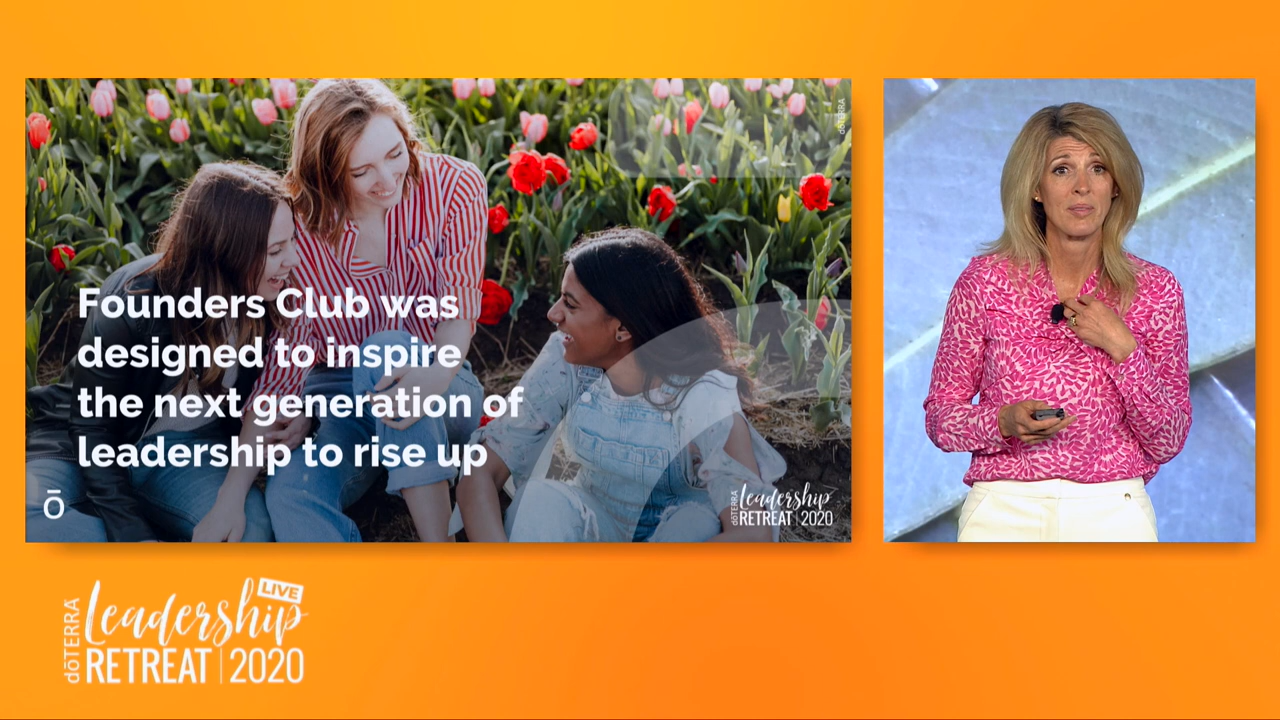 dōTERRA
Founders Club was
designed to inspire
the next generation of
leadership to rise up
ō
dōTERRA
Leadership
RETREAT | 2020
LIVE
dōTERRA
Leadership
RETREAT | 2020